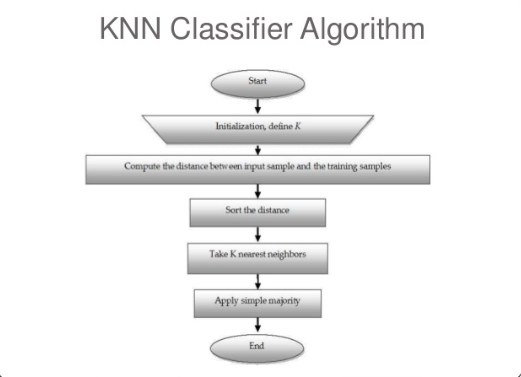 KNN Classifier Algorithm
Start
Initialization, define K
Compute the distance between input sample and the training samples
Sort the distance
Take K nearest neighbors
Apply simple majority
End